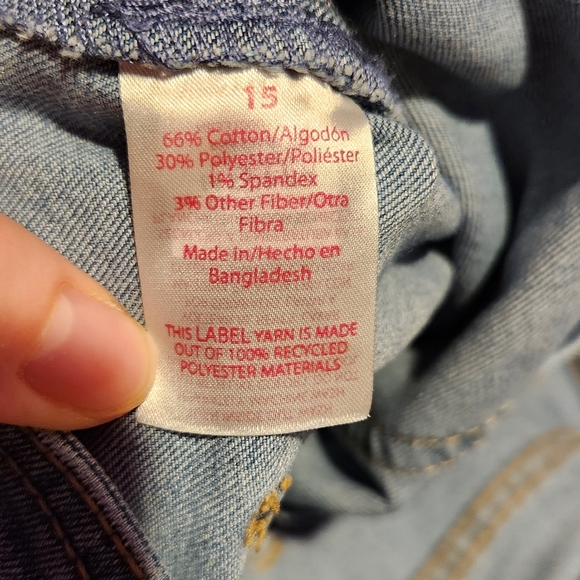 15
66% Cotton/Algodón
30% Polyester/Poliéster
1% Spandex
3% Other Fiber/Otra
Fibra
Made in/Hecho en
Bangladesh
THIS LABEL YARN IS MADE
OUT OF 100% RECYCLED
POLYESTER MATERIALS